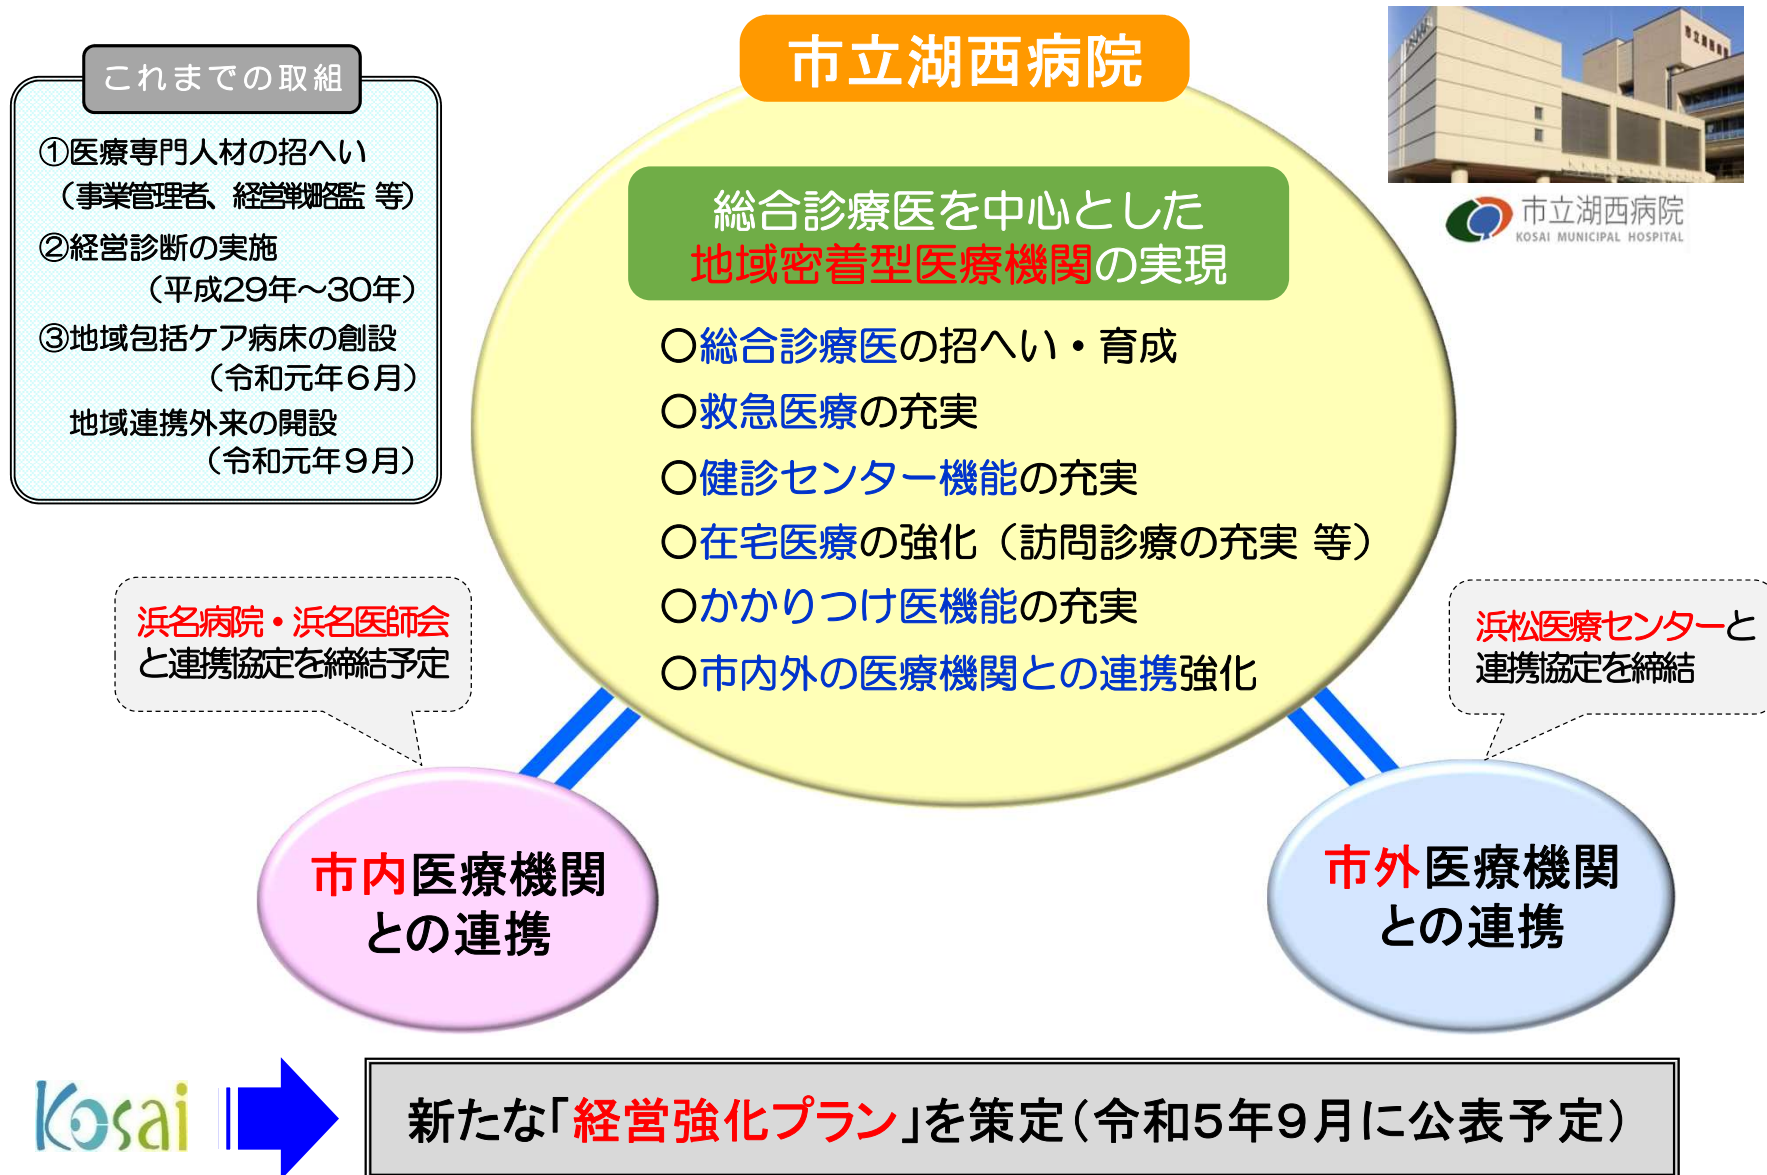 市立湖西病院
これまでの取組
①医療専門人材の招へい
（事業管理者、経営戦略監 等）
②経営診断の実施
（平成29年～30年）
③地域包括ケア病床の創設
（令和元年６月）
地域連携外来の開設
（令和元年９月）
市立湖西病院
市立湖西病院
KOSAI MUNICIPAL HOSPITAL
総合診療医を中心とした
地域密着型医療機関の実現
〇総合診療医の招へい・育成
〇救急医療の充実
〇健診センター機能の充実
〇在宅医療の強化（訪問診療の充実 等）
〇かかりつけ医機能の充実
〇市内外の医療機関との連携強化
浜名病院・浜名医師会
と連携協定を締結予定
浜松医療センターと
連携協定を締結
市内医療機関
との連携
市外医療機関
との連携
Kosai
新たな「経営強化プラン」を策定（令和５年９月に公表予定）